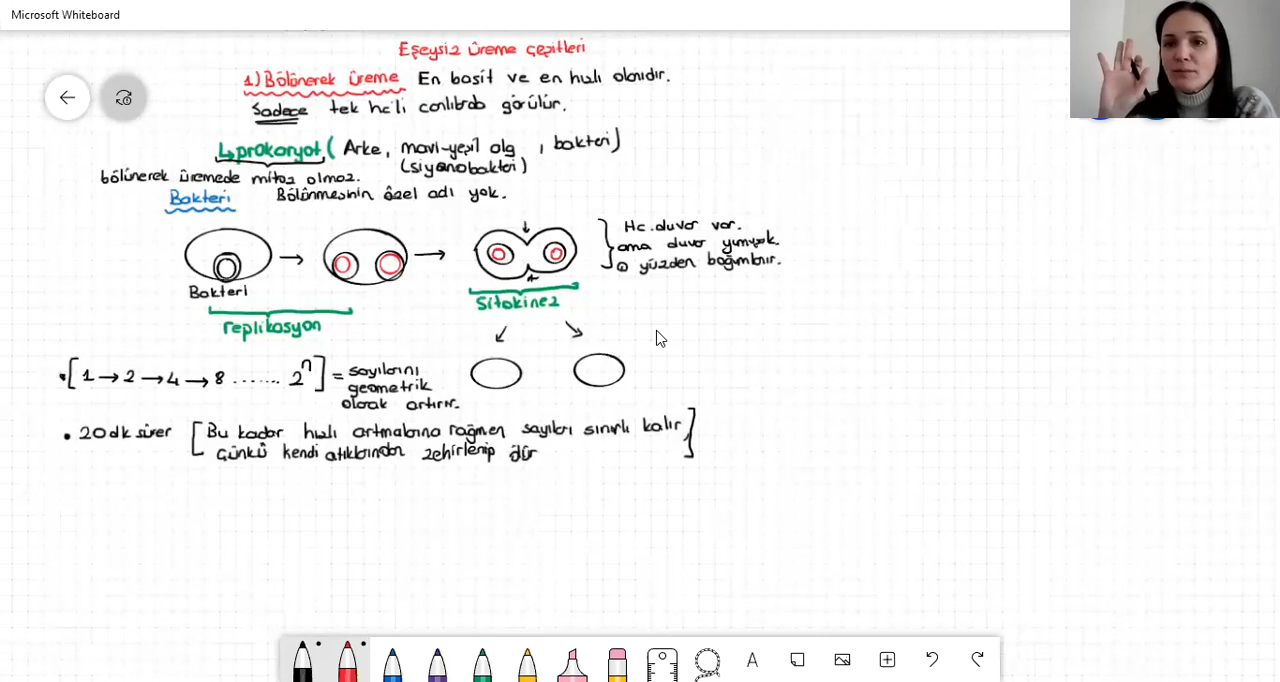 Microsoft Whiteboard
Eşeysiz üreme çeşitleri
1) Bölünerek üreme En basit ve en hızlı olanıdır.
Sadece tek hc'li canlılarda görülür.
↳prokaryot ( Arke, mavi-yeşil alg , bakteri)
(siyanobakteri)
bölünerek üremede mitoz olmaz.
Bakteri Bölünmesinin özel adı yok.
Hc.duvar var.
ama duvar yumuşak.
o yüzden boğumlanır.
Bakteri
replikasyon
Sitokinez
• [1 → 2 → 4 → 8 ....... 2ⁿ] = sayılarını
geometrik
olarak artırır.
• 20dk sürer [Bu kadar hızlı artmalarına rağmen sayıları sınırlı kalır
Çünkü kendi atıklarından zehirlenip ölür]
A